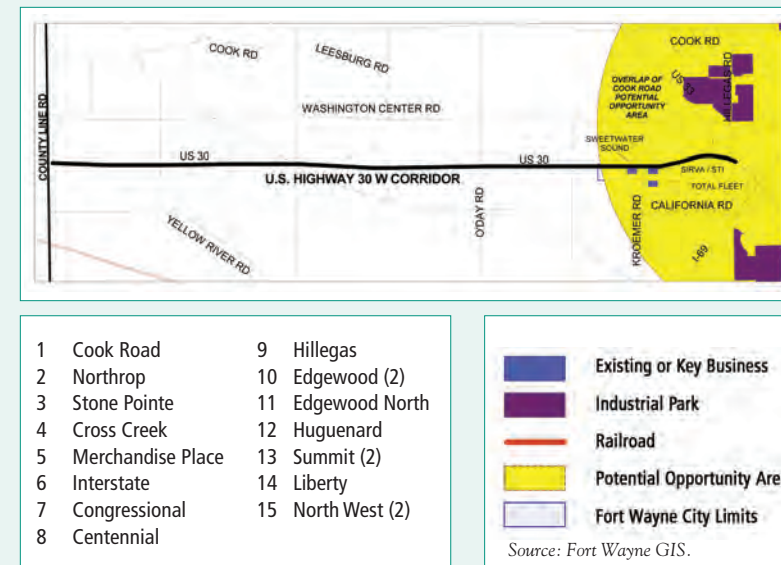 COOK RD
LEESBURG RD
COOK RD
US 33
HILLEGAS RD
OVERLAP OF
COOK ROAD
POTENTIAL
OPPORTUNITY
AREA
WASHINGTON CENTER RD
COUNTY LINE RD
SWEETWATER
SOUND
US 30
US 30
U.S. HIGHWAY 30 W CORRIDOR
SIRVA / STI
TOTAL FLEET
CALIFORNIA RD
O'DAY RD
KROEMER RD
YELLOW RIVER RD
I-69
1 Cook Road
2 Northrop
3 Stone Pointe
4 Cross Creek
5 Merchandise Place
6 Interstate
7 Congressional
8 Centennial
9 Hillegas
10 Edgewood (2)
11 Edgewood North
12 Huguenard
13 Summit (2)
14 Liberty
15 North West (2)
Existing or Key Business
Industrial Park
Railroad
Potential Opportunity Are
Fort Wayne City Limits
Source: Fort Wayne GIS.